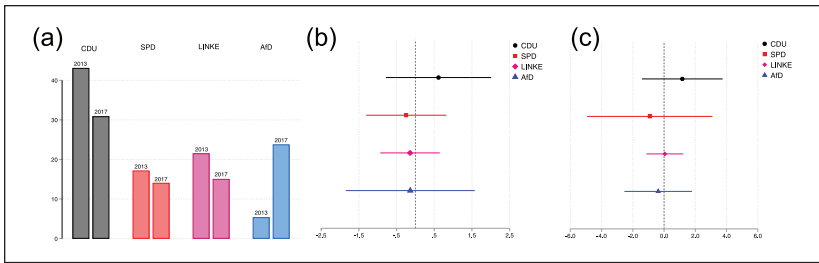 (a)
CDU
SPD
LINKE
AfD
2013
2017
2013
2017
2013
2017
2013
2017
40
30
20
10
0
(b)
CDU
SPD
LINKE
AfD
-2.5
-1.5
-.5
.5
1.5
2.5
(c)
CDU
SPD
LINKE
AfD
-6.0
-4.0
-2.0
0.0
2.0
4.0
6.0